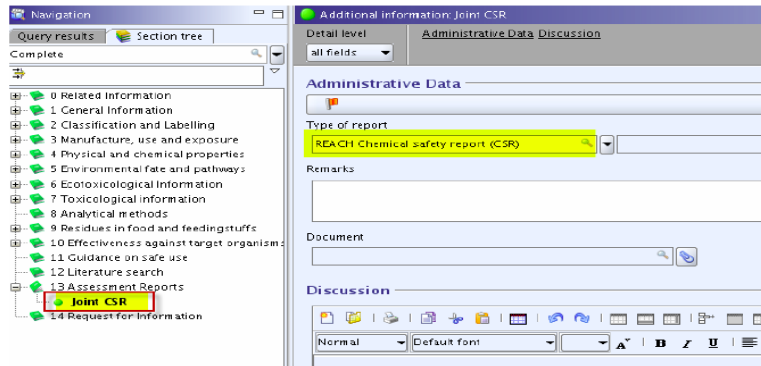 Navigation
Query results
Section tree
Complete
0 Related Information
1 General Information
2 Classification and Labelling
3 Manufacture, use and exposure
4 Physical and chemical properties
5 Environmental fate and pathways
6 Ecotoxicological Information
7 Toxicological information
8 Analytical methods
9 Residues in food and feedingstuffs
10 Effectiveness against target organisms
11 Guidance on safe use
12 Literature search
13 Assessment Reports
Joint CSR
14 Request for Information
Additional information: Joint CSR
Detail level
Administrative Data Discussion
all fields
Administrative Data
Type of report
REACH Chemical safety report (CSR)
Remarks
Document
Discussion
Normal
Default font
A
B I U